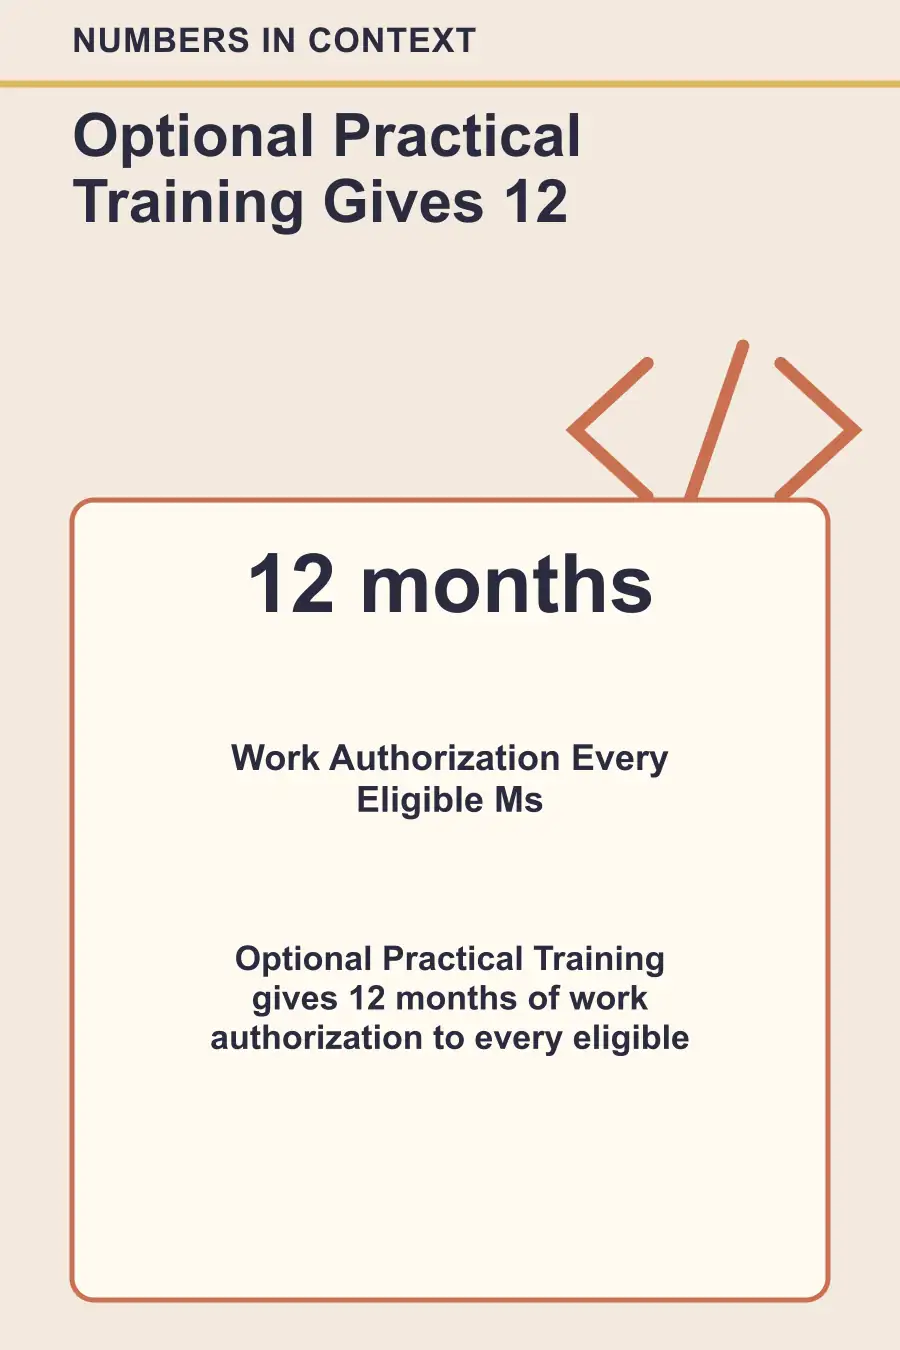 NUMBERS IN CONTEXT
Optional Practical
Training Gives 12
12 months
Work Authorization Every
Eligible Ms
Optional Practical Training
gives 12 months of work
authorization to every eligible